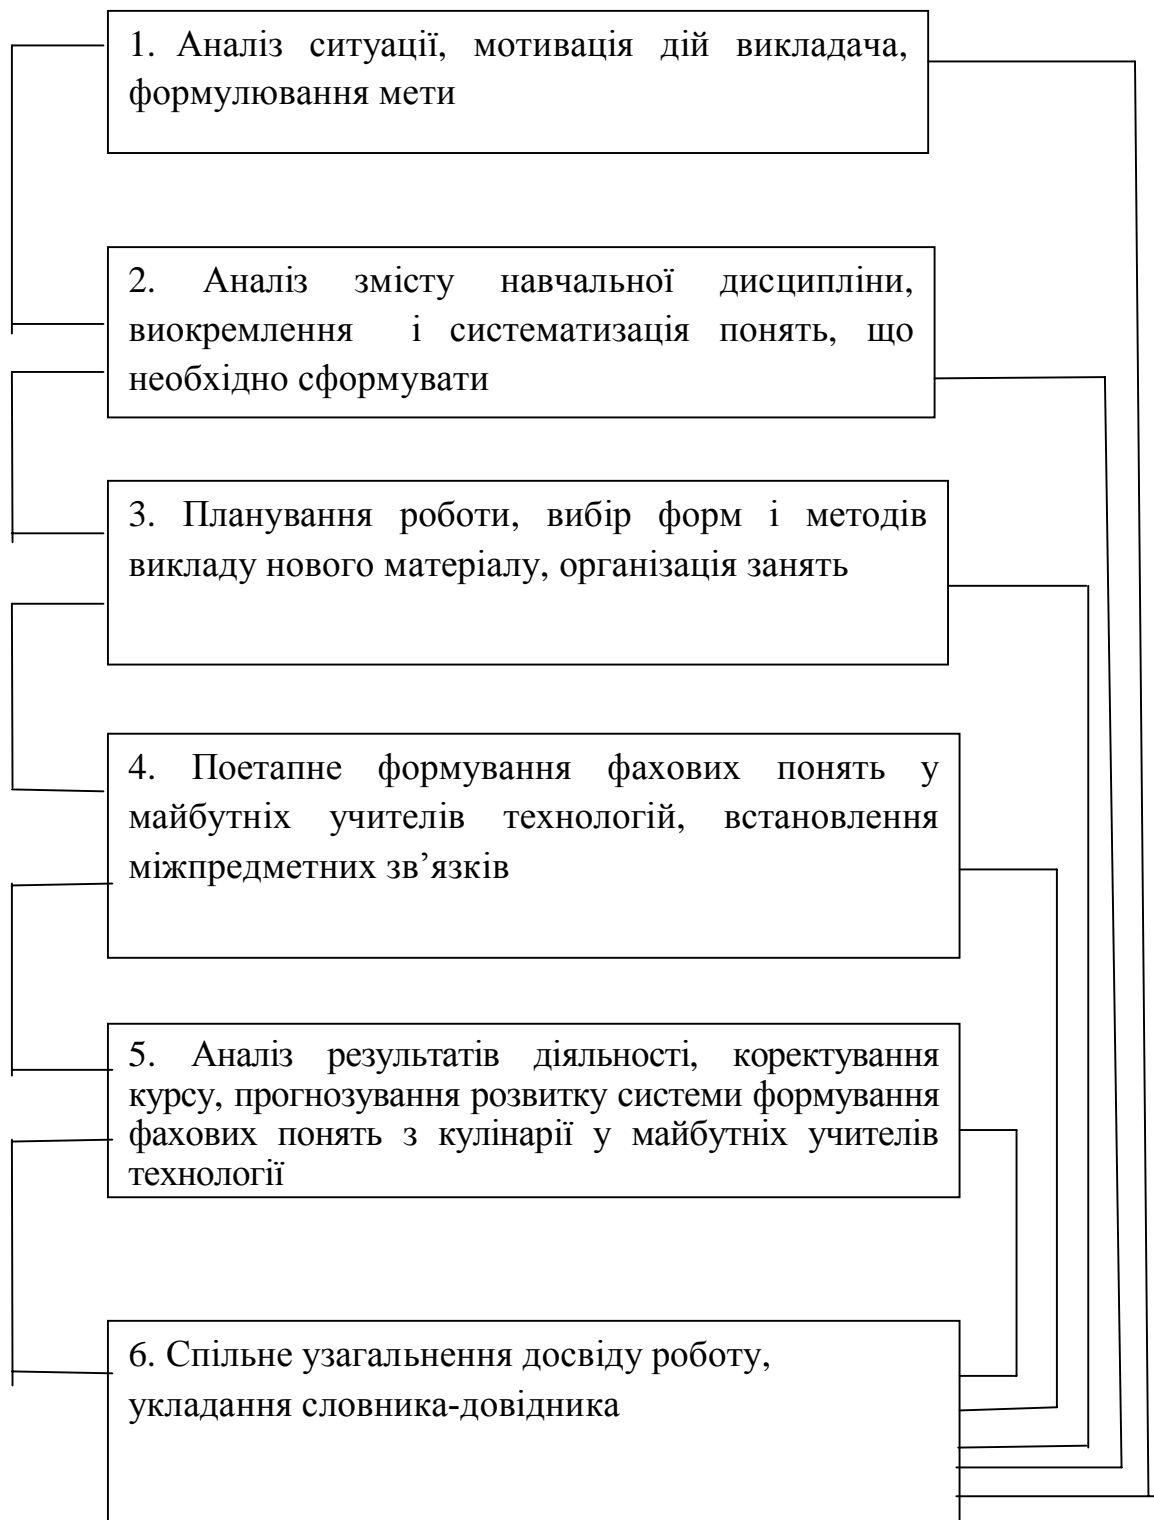 1. Аналіз ситуації, мотивація дій викладача,
формулювання мети
2. Аналіз змісту навчальної дисципліни,
виокремлення і систематизація понять, що
необхідно сформувати
3. Планування роботи, вибір форм і методів
викладу нового матеріалу, організація занять
4. Поетапне формування фахових понять у
майбутніх учителів технологій, встановлення
міжпредметних зв’язків
5. Аналіз результатів діяльності, коректування
курсу, прогнозування розвитку системи формування
фахових понять з кулінарії у майбутніх учителів
технології
6. Спільне узагальнення досвіду роботу,
укладання словника-довідника